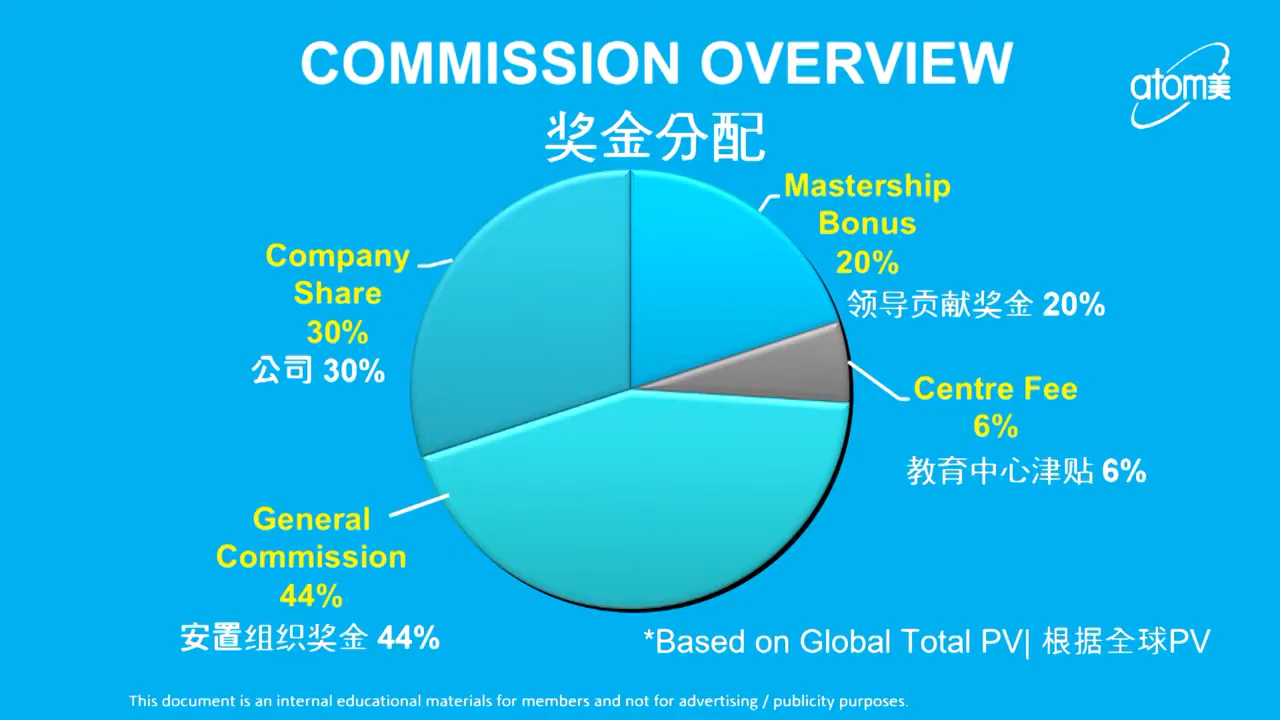 COMMISSION OVERVIEW
atom美
奖金分配
Mastership
Bonus
20%
领导贡献奖金 20%
Company
Share
30%
公司 30%
Centre Fee
6%
教育中心津贴 6%
General
Commission
44%
安置组织奖金 44%
*Based on Global Total PV| 根据全球PV
This document is an internal educational materials for members and not for advertising / publicity purposes.